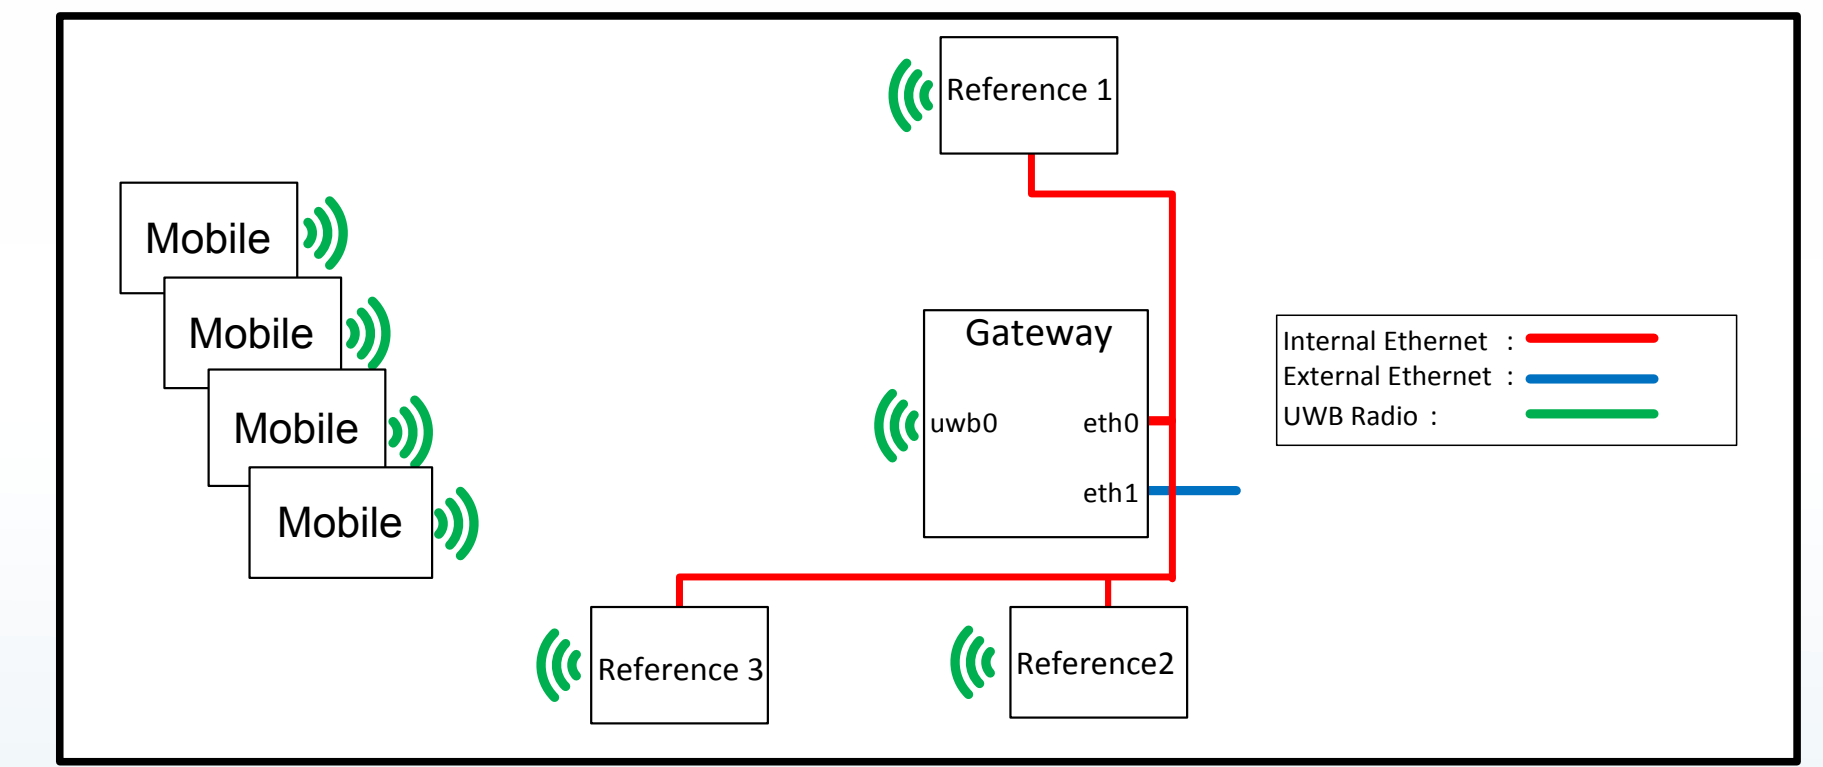 Reference 1
Mobile
Mobile
Mobile
Mobile
Gateway
uwb0 eth0
eth1
Internal Ethernet :
External Ethernet :
UWB Radio :
Reference 3
Reference2